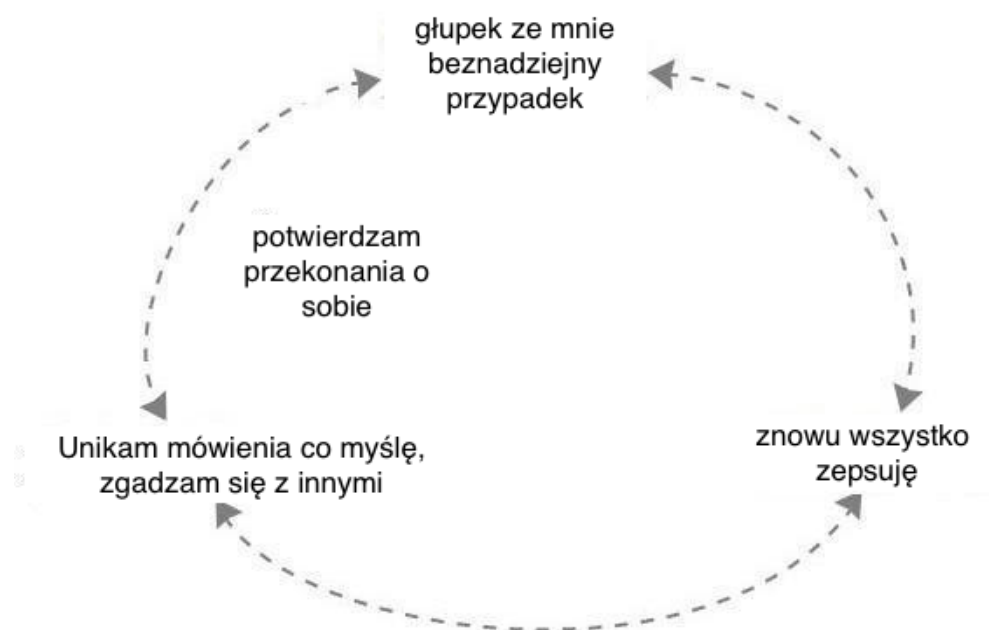 głupek ze mnie
beznadziejny
przypadek
potwierdzam
przekonania o
sobie
Unikam mówienia co myślę,
zgadzam się z innymi
znowu wszystko
zepsuję